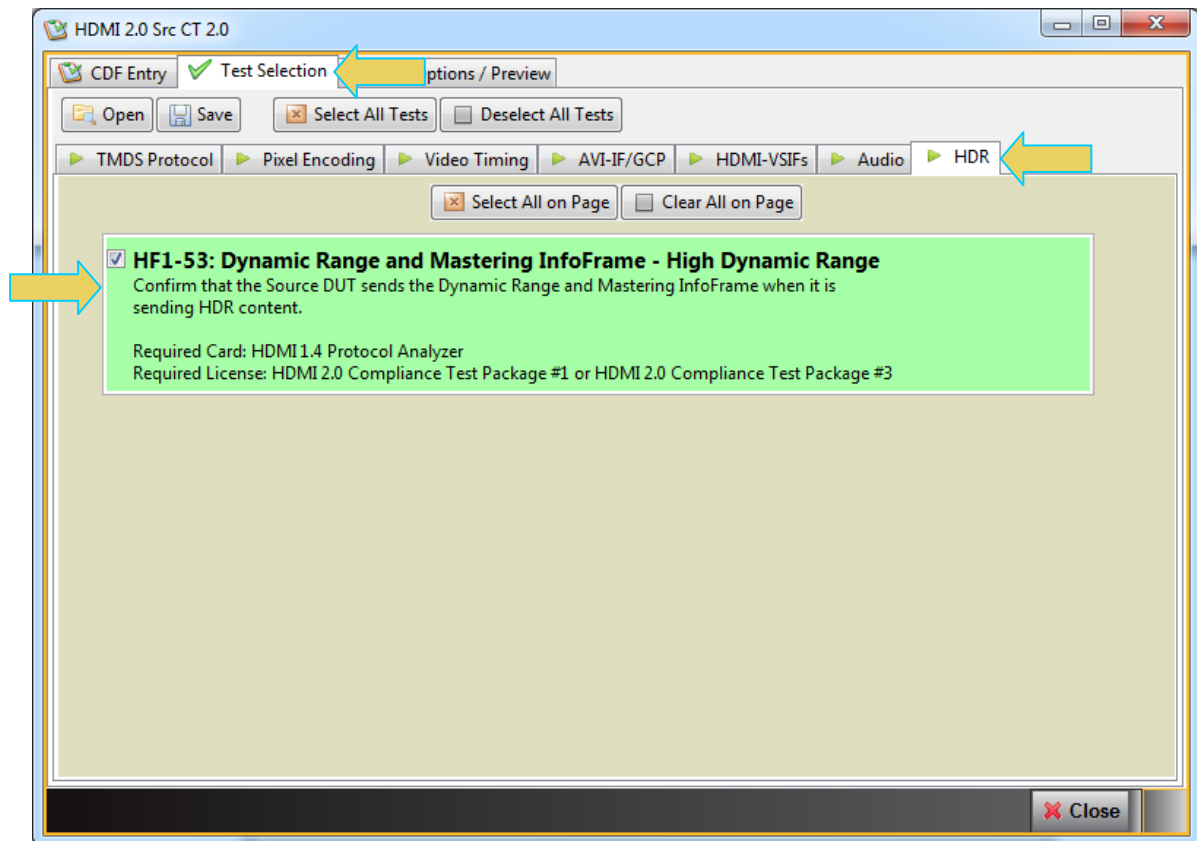 HDMI 2.0 Src CT 2.0
CDF Entry Test Selection ptions / Preview
Open Save Select All Tests Deselect All Tests
TMDS Protocol Pixel Encoding Video Timing AVI-IF/GCP HDMI-VSIFs Audio HDR
Select All on Page Clear All on Page
HF1-53: Dynamic Range and Mastering InfoFrame - High Dynamic Range
Confirm that the Source DUT sends the Dynamic Range and Mastering InfoFrame when it is
sending HDR content.
Required Card: HDMI 1.4 Protocol Analyzer
Required License: HDMI 2.0 Compliance Test Package #1 or HDMI 2.0 Compliance Test Package #3
Close